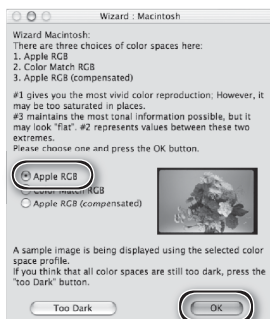 Wizard : Macintosh
Wizard Macintosh:
There are three choices of color spaces here:
1. Apple RGB
2. Color Match RGB
3. Apple RGB (compensated)
#1 gives you the most vivid color reproduction; However, it
may be too saturated in places.
#3 maintains the most tonal information possible, but it
may look "flat". #2 represents values between these two
extremes.
Please choose one and press the OK button.
Apple RGB
Color Match RGB
Apple RGB (compensated)
A sample image is being displayed using the selected color
space profile.
If you think that all color spaces are still too dark, press the
"too Dark" button.
Too Dark
OK